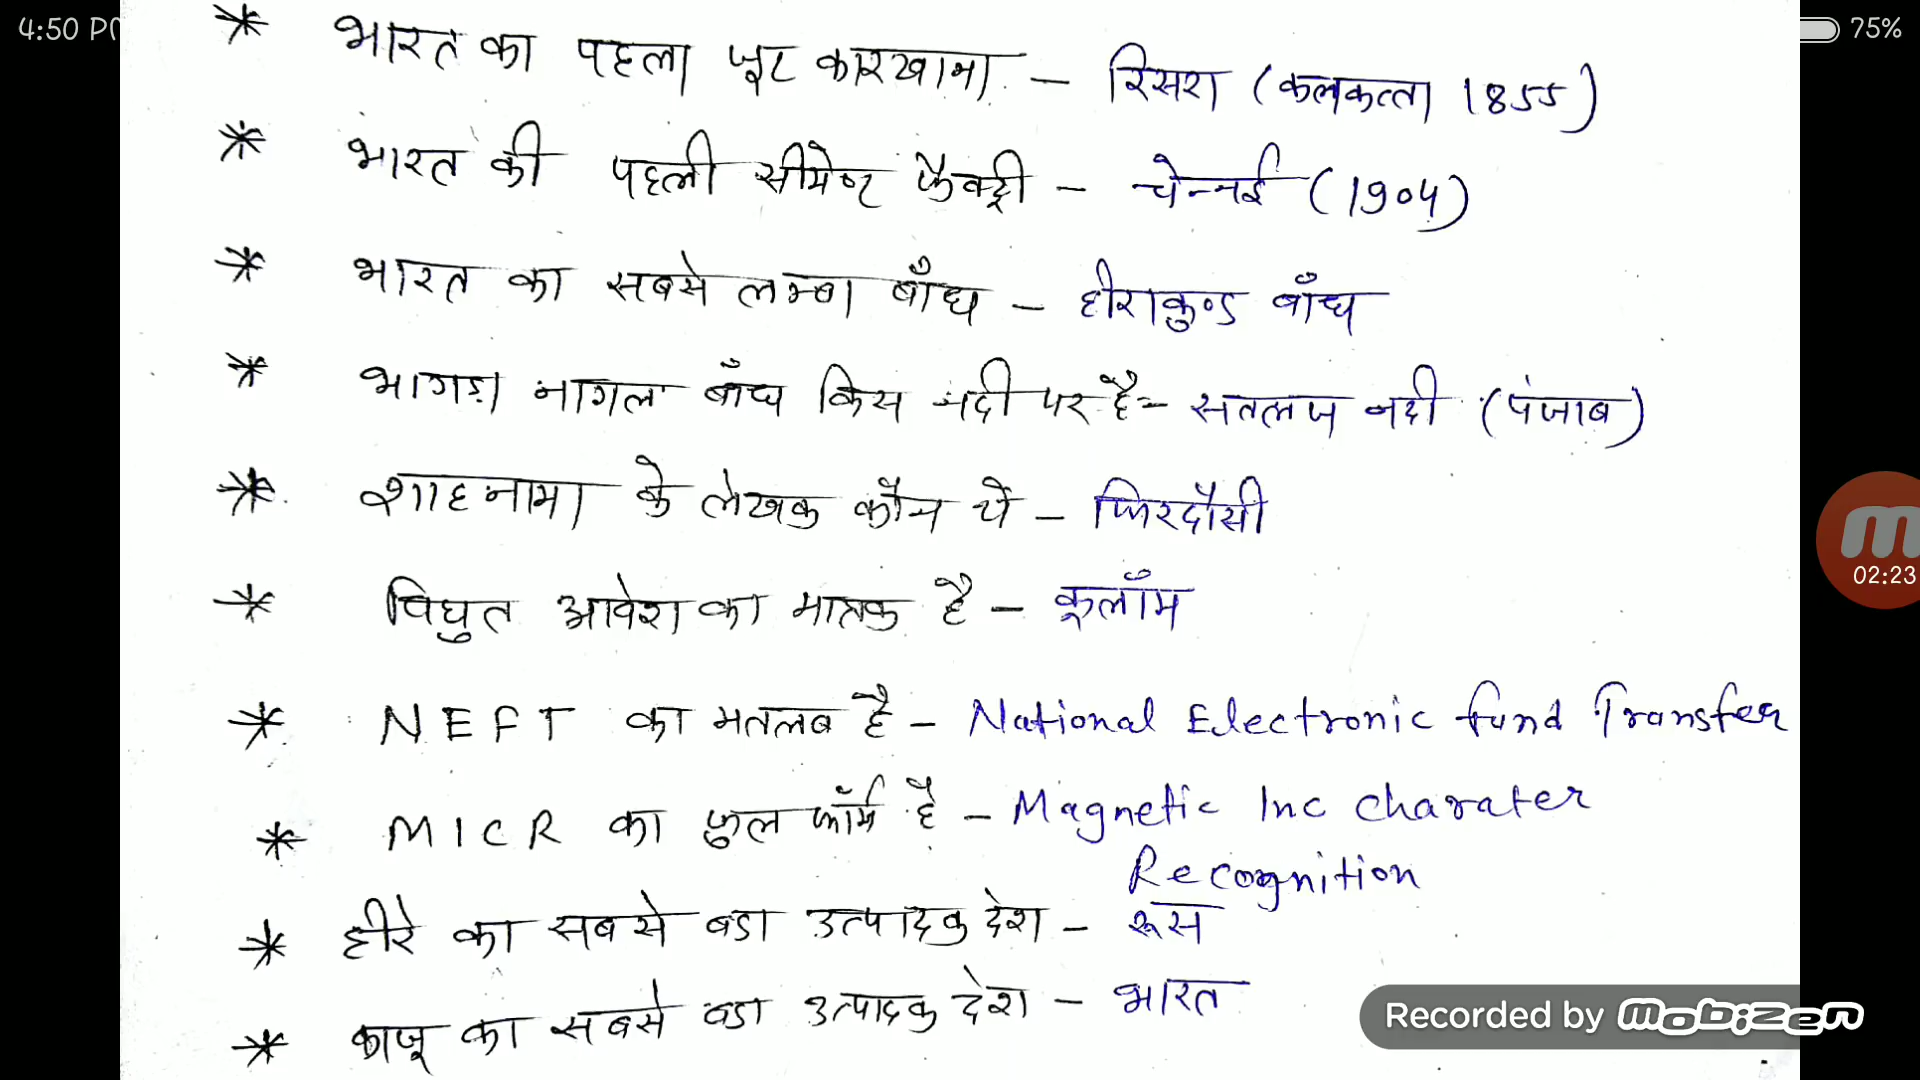 4:50 P
75%
* भारत का पहला जूट कारखाना - रिसरा (कलकत्ता 1855)
* भारत की पहली सीमेण्ट फैक्ट्री - चेन्नई (1904)
* भारत का सबसे लम्बा बाँध - हीराकुण्ड बाँध
* भागड़ा नागल बाँध किस नदी पर है - सतलज नदी (पंजाब)
* शाहनामा के लेखक कौन थे - फिरदौसी
* विधुत आवेश का मात्रक है - कूलॉम
* NEFT का मतलब है - National Electronic fund Transfer
* MICR का फुल फॉर्म है - Magnetic Inc charater
Recognition
* हीरे का सबसे बडा उत्पादक देश - रूस
* काजू का सबसे बडा उत्पादक देश - भारत
02:23
Recorded by mobizen